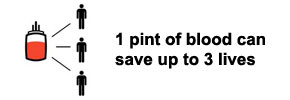 1 pint of blood can
save up to 3 lives